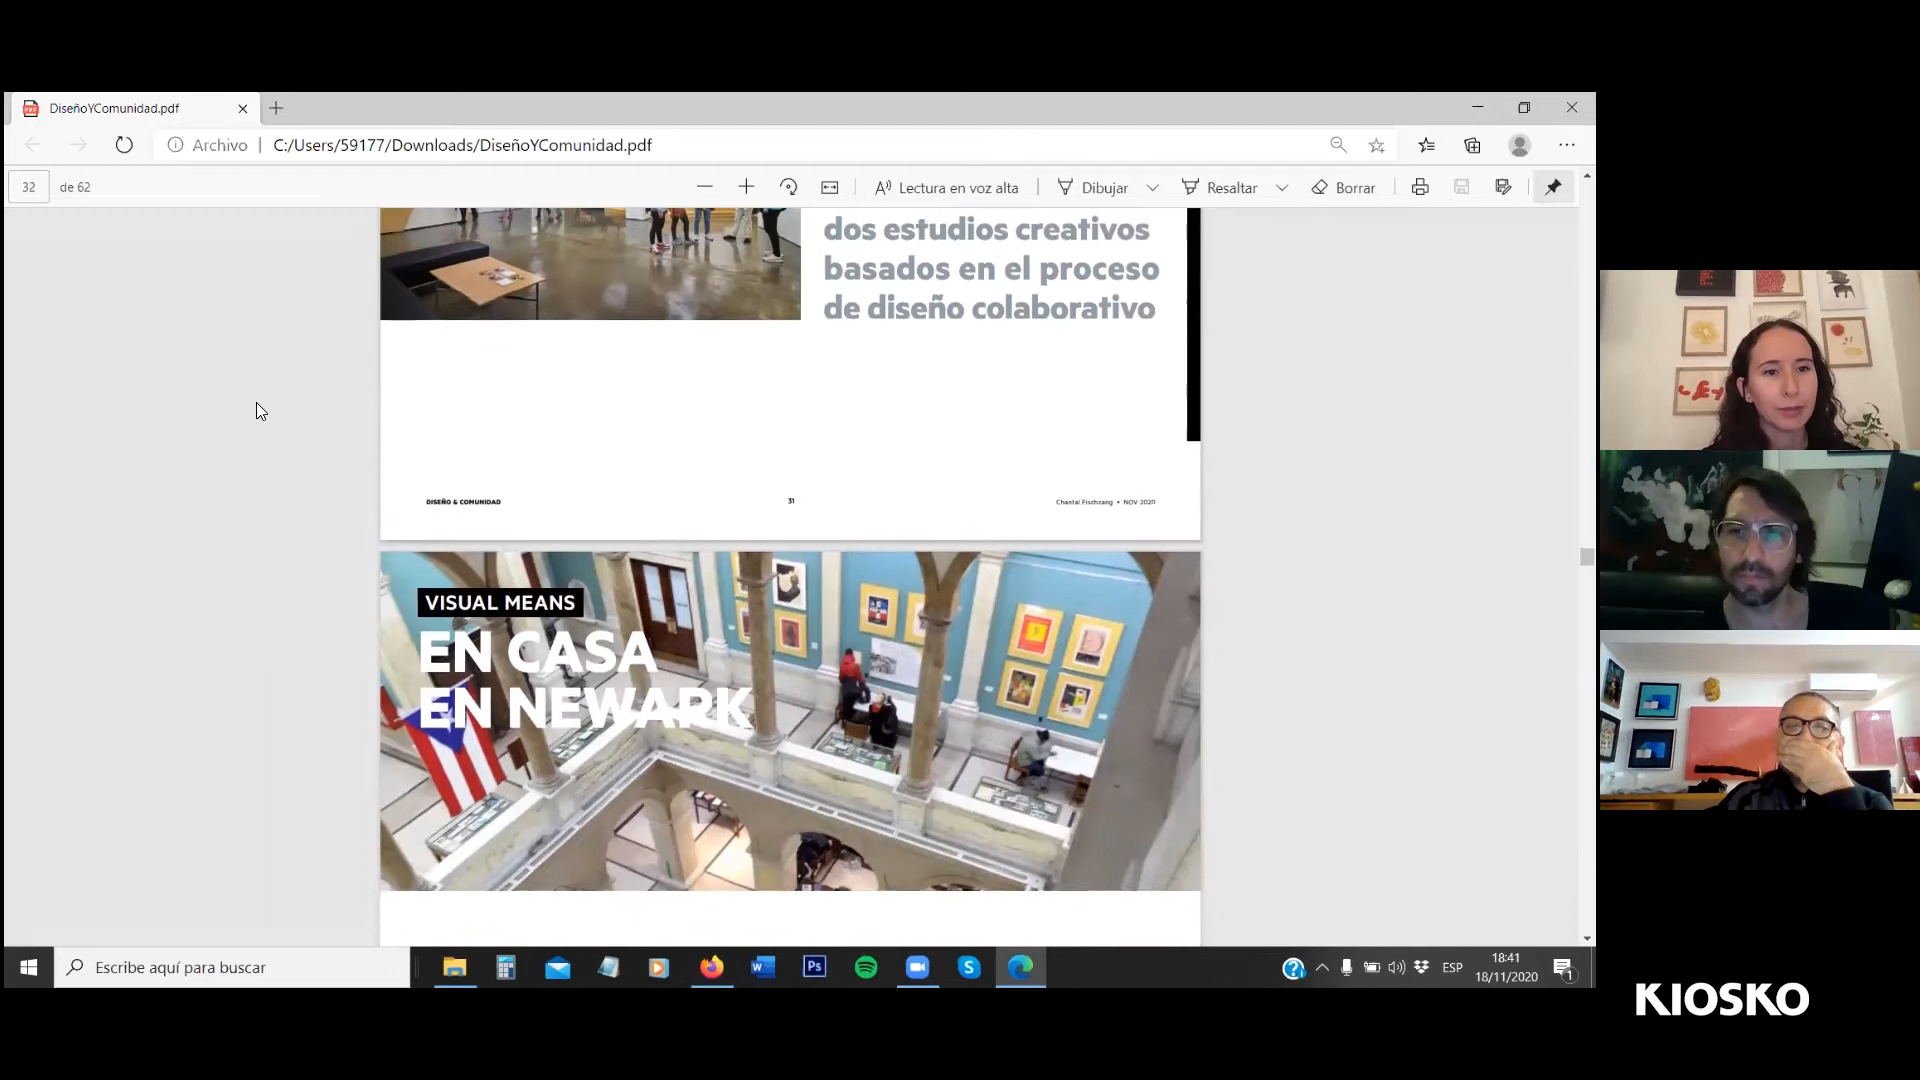 DiseñoYComunidad.pdf
Archivo | C:/Users/59177/Downloads/DiseñoYComunidad.pdf
32 de 62
Lectura en voz alta
Dibujar
Resaltar
Borrar
dos estudios creativos
basados en el proceso
de diseño colaborativo
DISEÑO & COMUNIDAD
31
Chantal Fischzang • NOV 2020
VISUAL MEANS
EN CASA
EN NEWARK
Escribe aquí para buscar
Ps
ESP
18:41
18/11/2020
1
KIOSKO